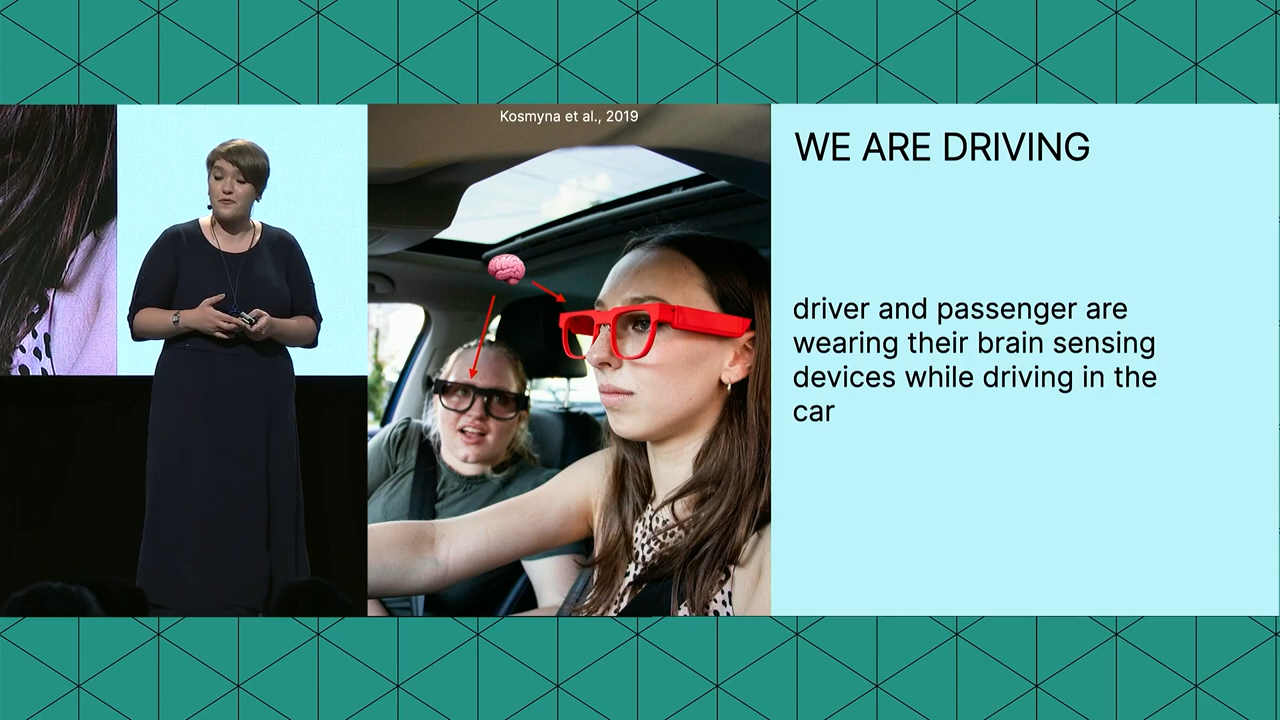 Kosmyna et al., 2019
WE ARE DRIVING
driver and passenger are
wearing their brain sensing
devices while driving in the
car